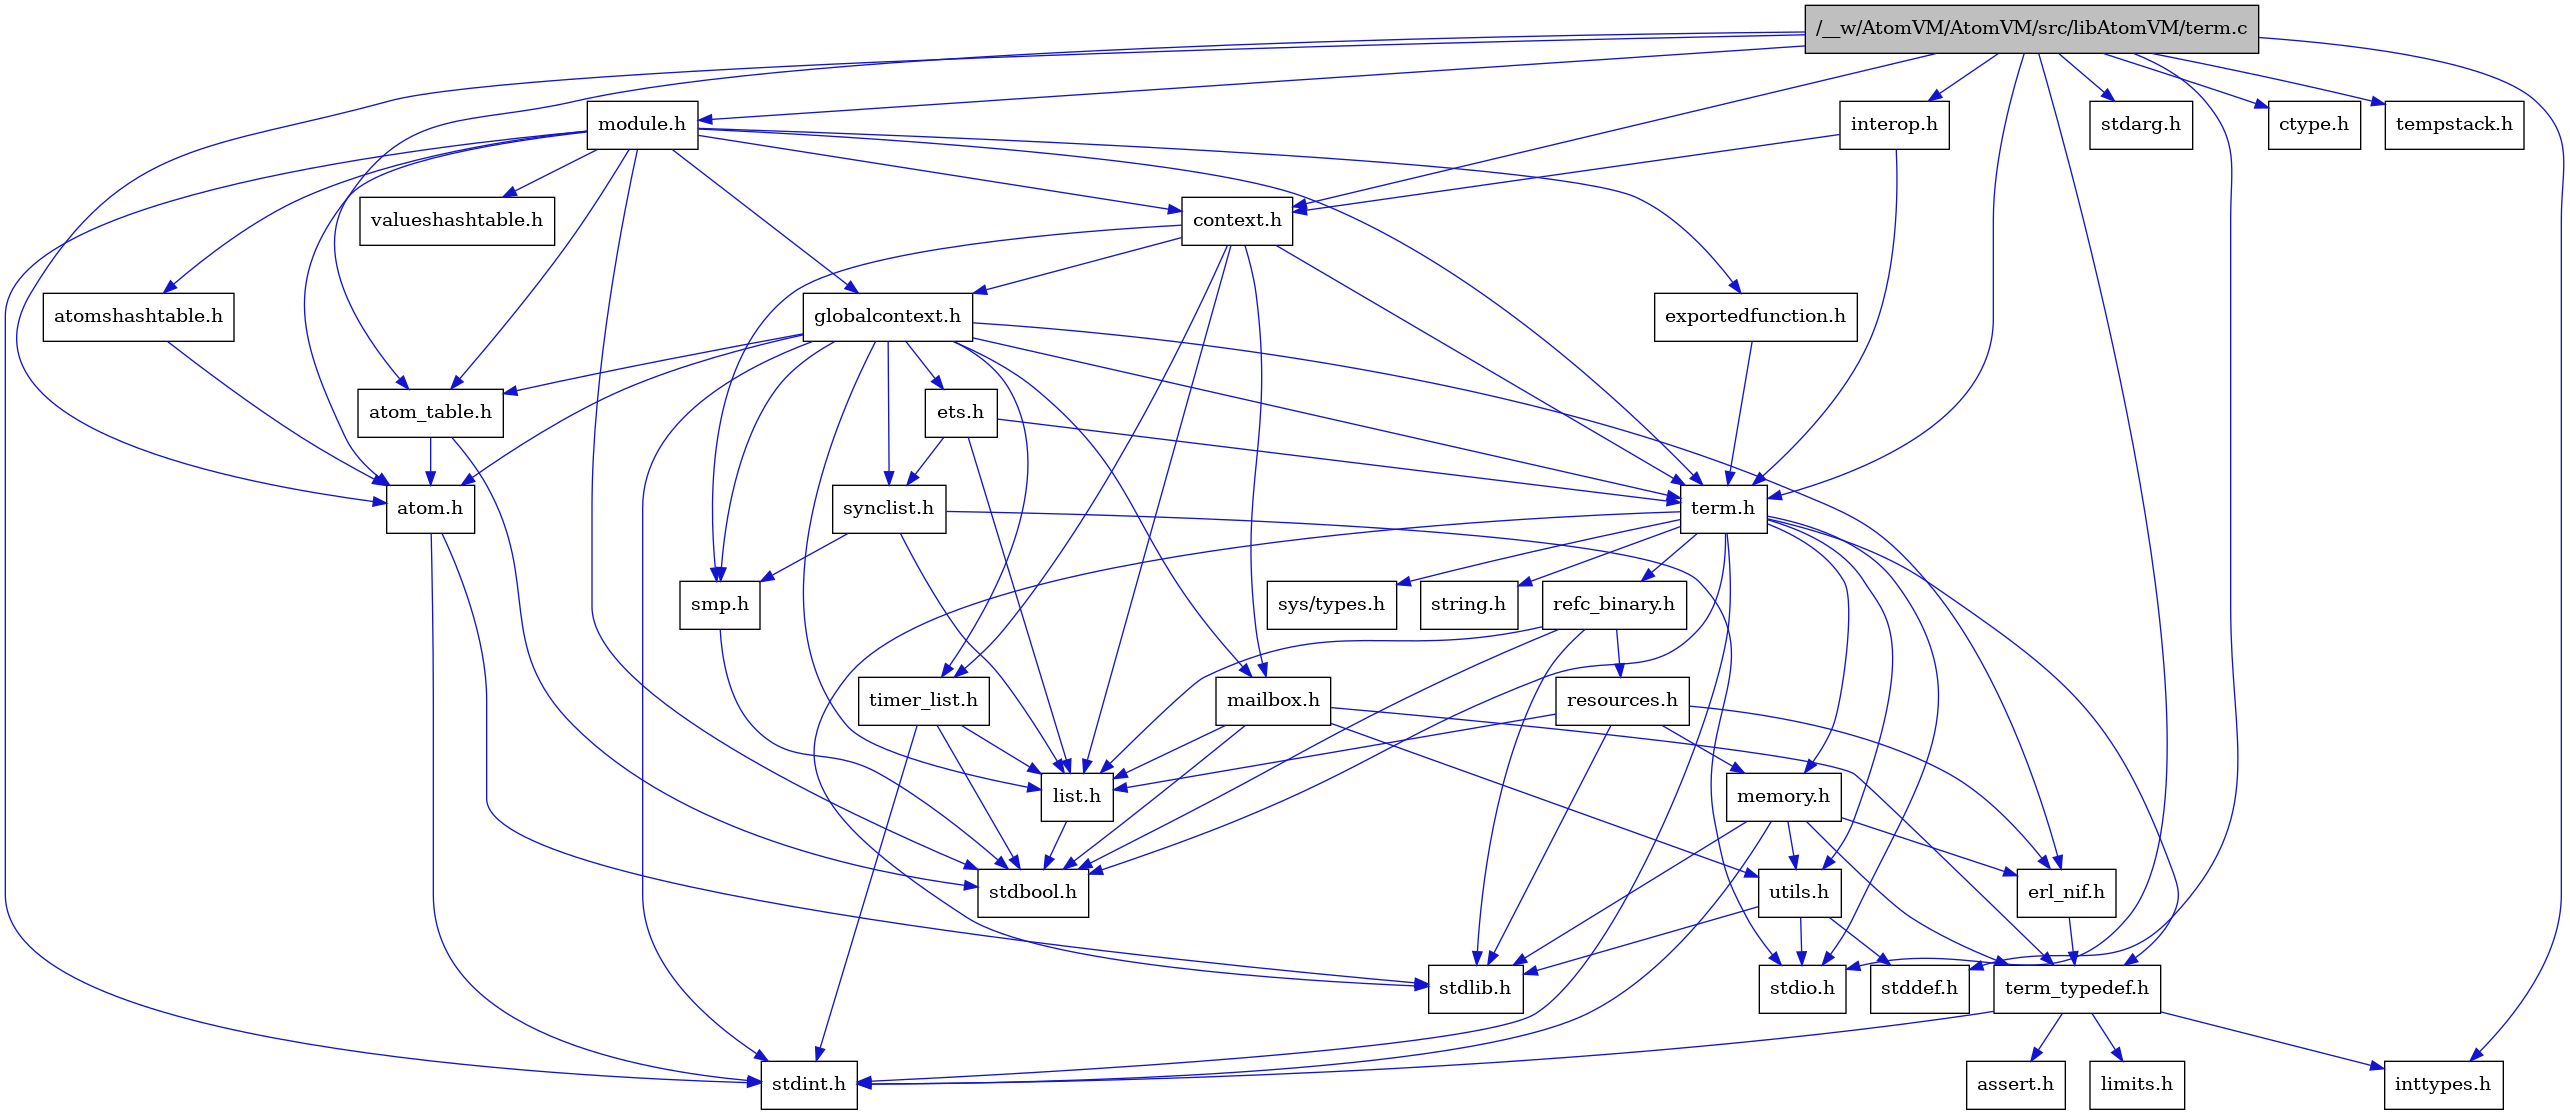 /__w/AtomVM/AtomVM/src/libAtomVM/term.c
module.h
interop.h
stdarg.h
ctype.h
tempstack.h
valueshashtable.h
context.h
atomshashtable.h
globalcontext.h
exportedfunction.h
atom_table.h
ets.h
atom.h
synclist.h
term.h
smp.h
sys/types.h
string.h
refc_binary.h
timer_list.h
mailbox.h
resources.h
list.h
memory.h
stdbool.h
utils.h
erl_nif.h
stdlib.h
stdio.h
stddef.h
term_typedef.h
stdint.h
assert.h
limits.h
inttypes.h